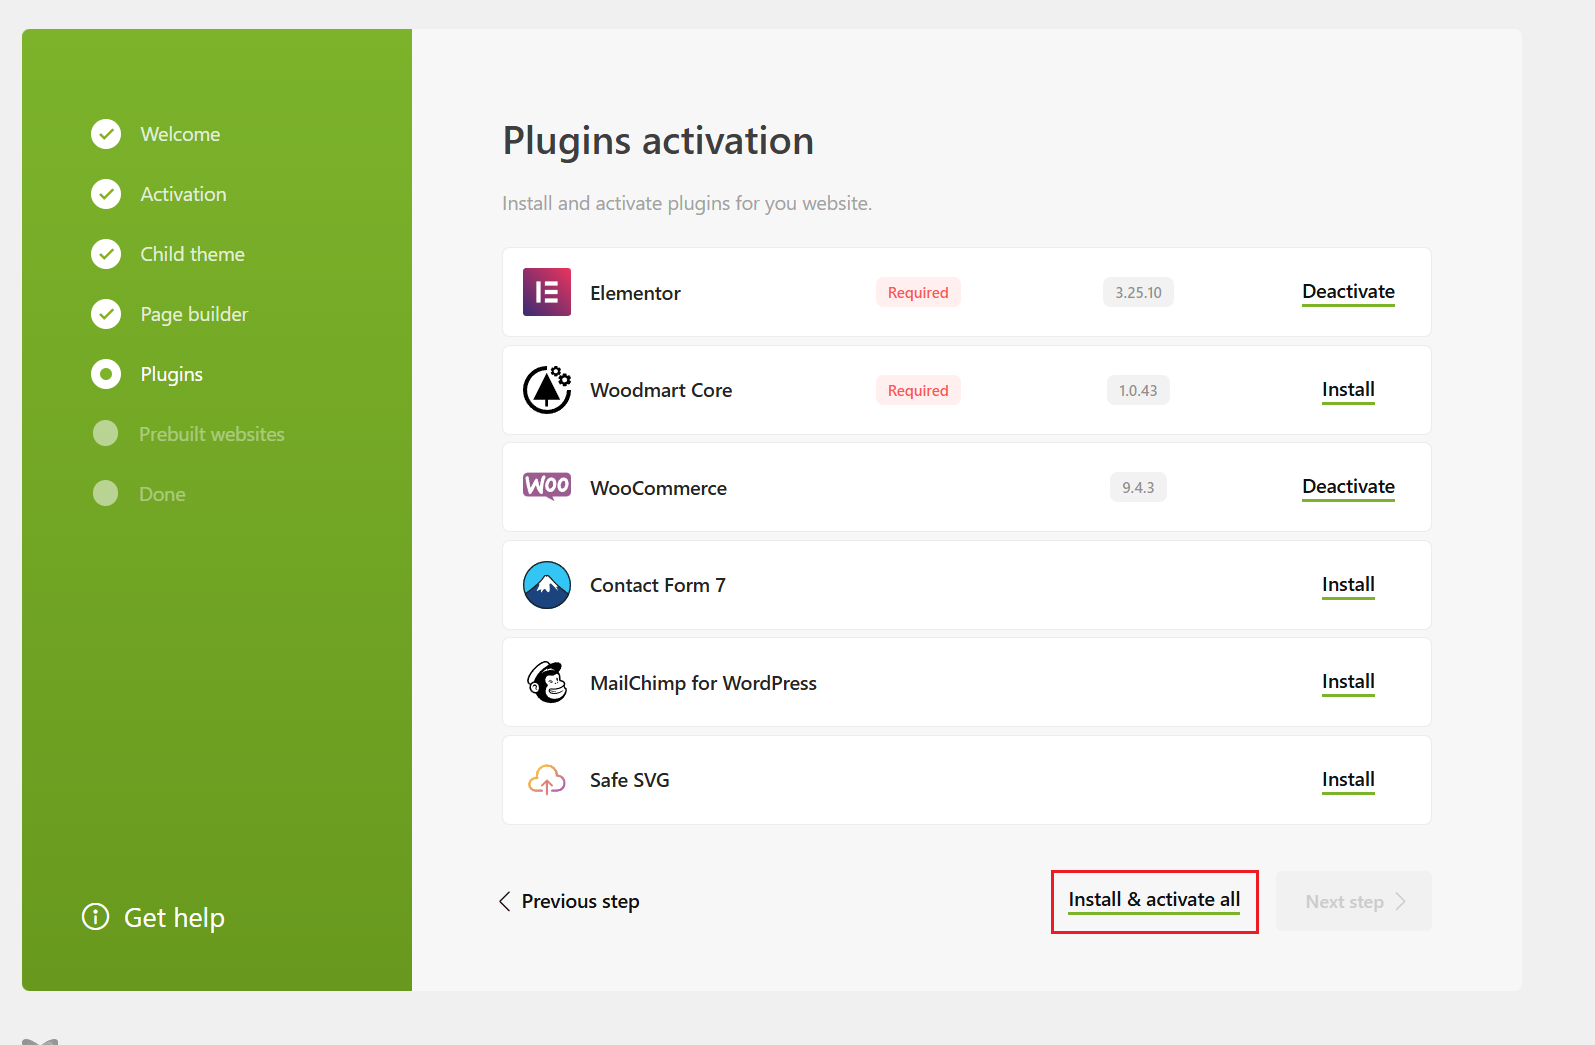 Welcome
Activation
Child theme
Page builder
Plugins
Prebuilt websites
Done
Get help
Plugins activation
Install and activate plugins for you website.
Elementor Required 3.25.10 Deactivate
Woodmart Core Required 1.0.43 Install
Woo WooCommerce 9.4.3 Deactivate
Contact Form 7 Install
MailChimp for WordPress Install
Safe SVG Install
Previous step Install & activate all Next step